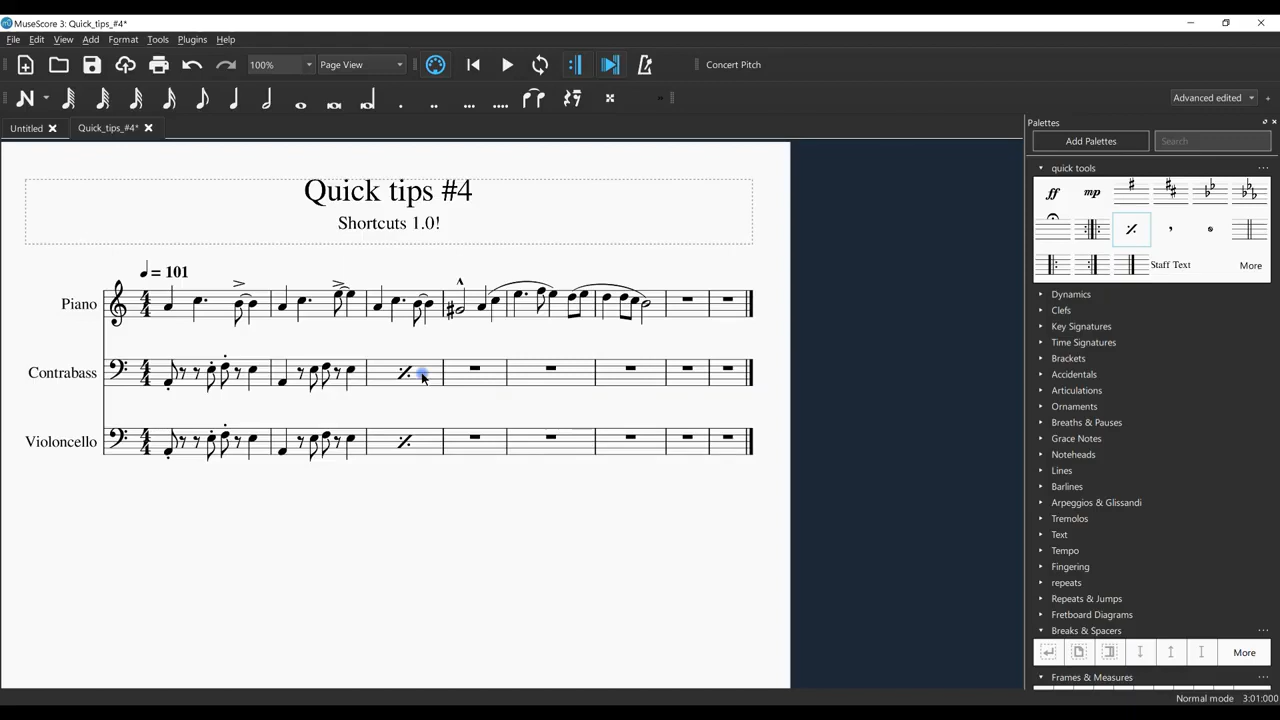 MuseScore 3: Quick_tips_#4*
File Edit View Add Format Tools Plugins Help
100% Page View Concert Pitch
Advanced edited
Untitled Quick_tips_#4*
Palettes
Add Palettes Search
quick tools
Quick tips #4
Shortcuts 1.0!
= 101
Piano
Contrabass
Violoncello
ff mp
Staff Text More
Dynamics
Clefs
Key Signatures
Time Signatures
Brackets
Accidentals
Articulations
Ornaments
Breaths & Pauses
Grace Notes
Noteheads
Lines
Barlines
Arpeggios & Glissandi
Tremolos
Text
Tempo
Fingering
repeats
Repeats & Jumps
Fretboard Diagrams
Breaks & Spacers
More
Frames & Measures
Normal mode 3:01:000